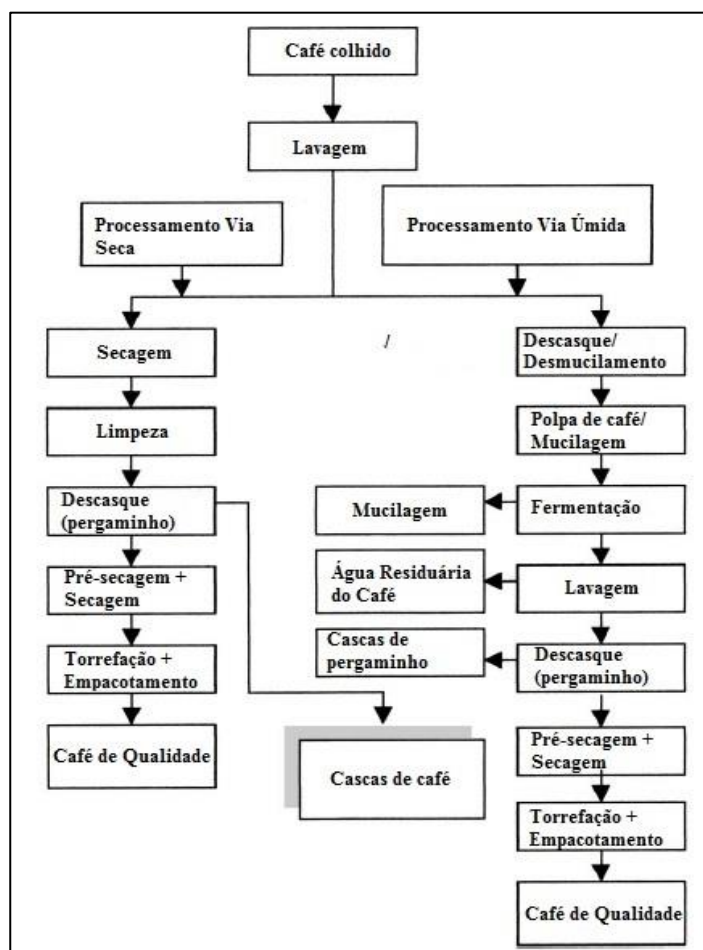 Café colhido
Lavagem
Processamento Via
Seca
Processamento Via Úmida
Secagem
Limpeza
Descasque
(pergaminho)
Pré-secagem +
Secagem
Torrefação +
Empacotamento
Café de Qualidade
/
Descasque/
Desmucilamento
Polpa de café/
Mucilagem
Fermentação
Mucilagem
Lavagem
Água Residuária
do Café
Descasque
(pergaminho)
Cascas de
pergaminho
Cascas de café
Pré-secagem +
Secagem
Torrefação +
Empacotamento
Café de Qualidade